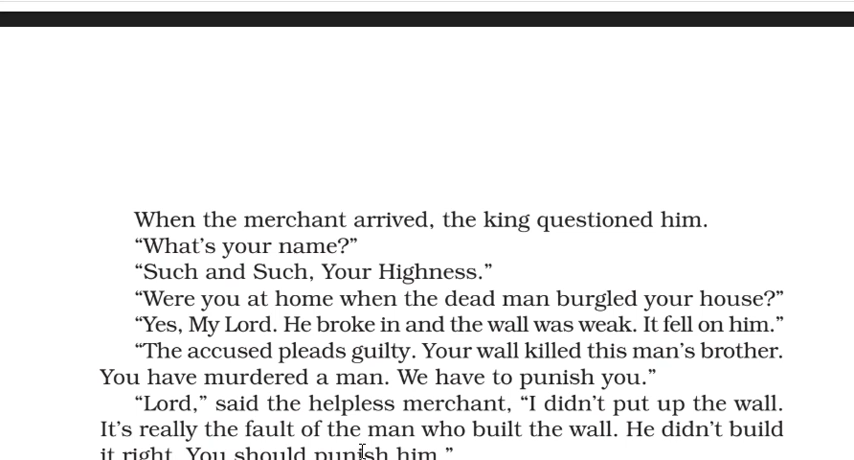 When the merchant arrived, the king questioned him.
“What’s your name?”
“Such and Such, Your Highness.”
“Were you at home when the dead man burgled your house?”
“Yes, My Lord. He broke in and the wall was weak. It fell on him.”
“The accused pleads guilty. Your wall killed this man’s brother.
You have murdered a man. We have to punish you.”
“Lord,” said the helpless merchant, “I didn’t put up the wall.
It’s really the fault of the man who built the wall. He didn’t build
it right. You should punish him.”